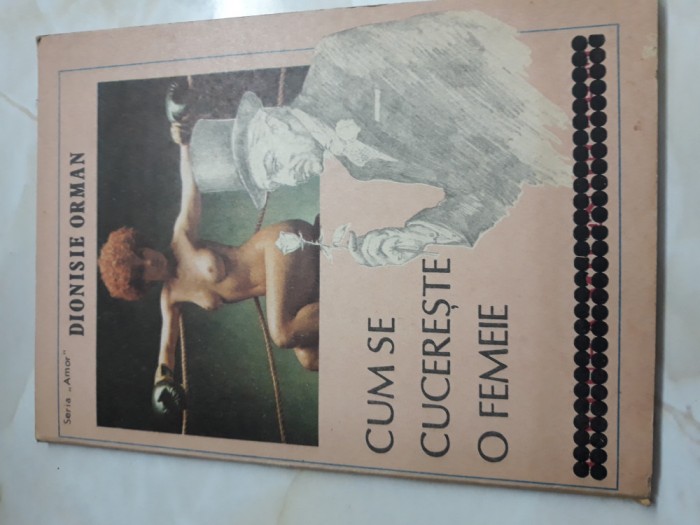 Seria „Amor"
DIONISIE ORMAN
CUM SE
CUCEREȘTE
O FEMEIE